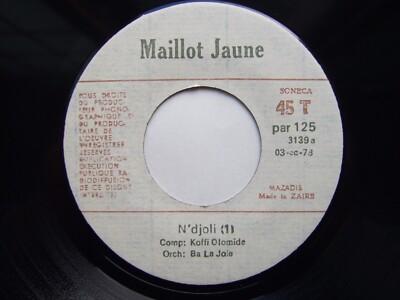 Maillot Jaune
TOUS DROITS
DU PRODUC
TEUR PHONO
GRAPHIQUE ET
DU PROPRIE
TAIRE DE
L'OEUVRE
ENREGISTREE
RESERVES
DUPLICATION
EXECUTION
PUBLIQUE RA
DIODIFFUSION
DE CE DISQUE
SONECA
45 T
par 125
3139a
03-cc-78
MAZADIS
Made in ZAIRE
N'djoli (1)
Comp: Koffi Olomide
Orch: Ba La Joie